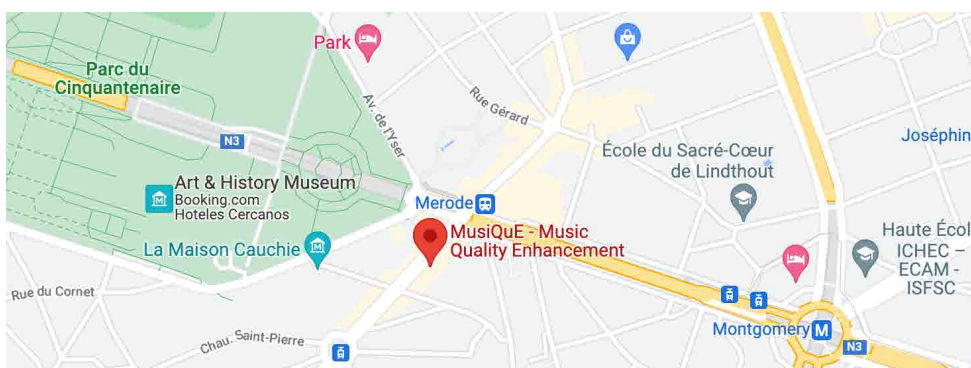 Park
Parc du
Cinquantenaire
Av. de l'Yser
Rue Gérard
N3
Joséphin
École du Sacré-Cœur
de Lindthout
Art & History Museum
Booking.com
Hoteles Cercanos
Merode
MusiQuE - Music
Quality Enhancement
La Maison Cauchie
Haute Écol
ICHEC –
ECAM -
ISFSC
Rue du Cornet
Chau. Saint-Pierre
Montgomery
M
N3